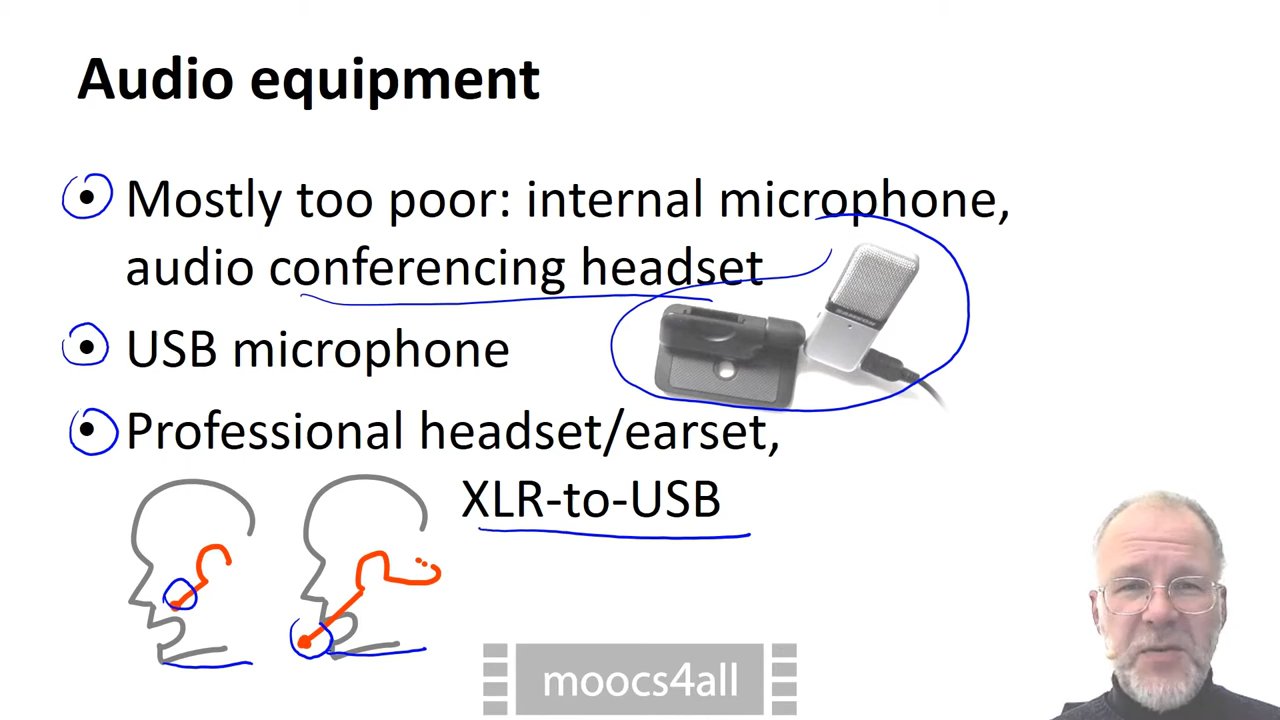 Audio equipment
• Mostly too poor: internal microphone,
audio conferencing headset
• USB microphone
• Professional headset/earset,
XLR-to-USB
moocs4all